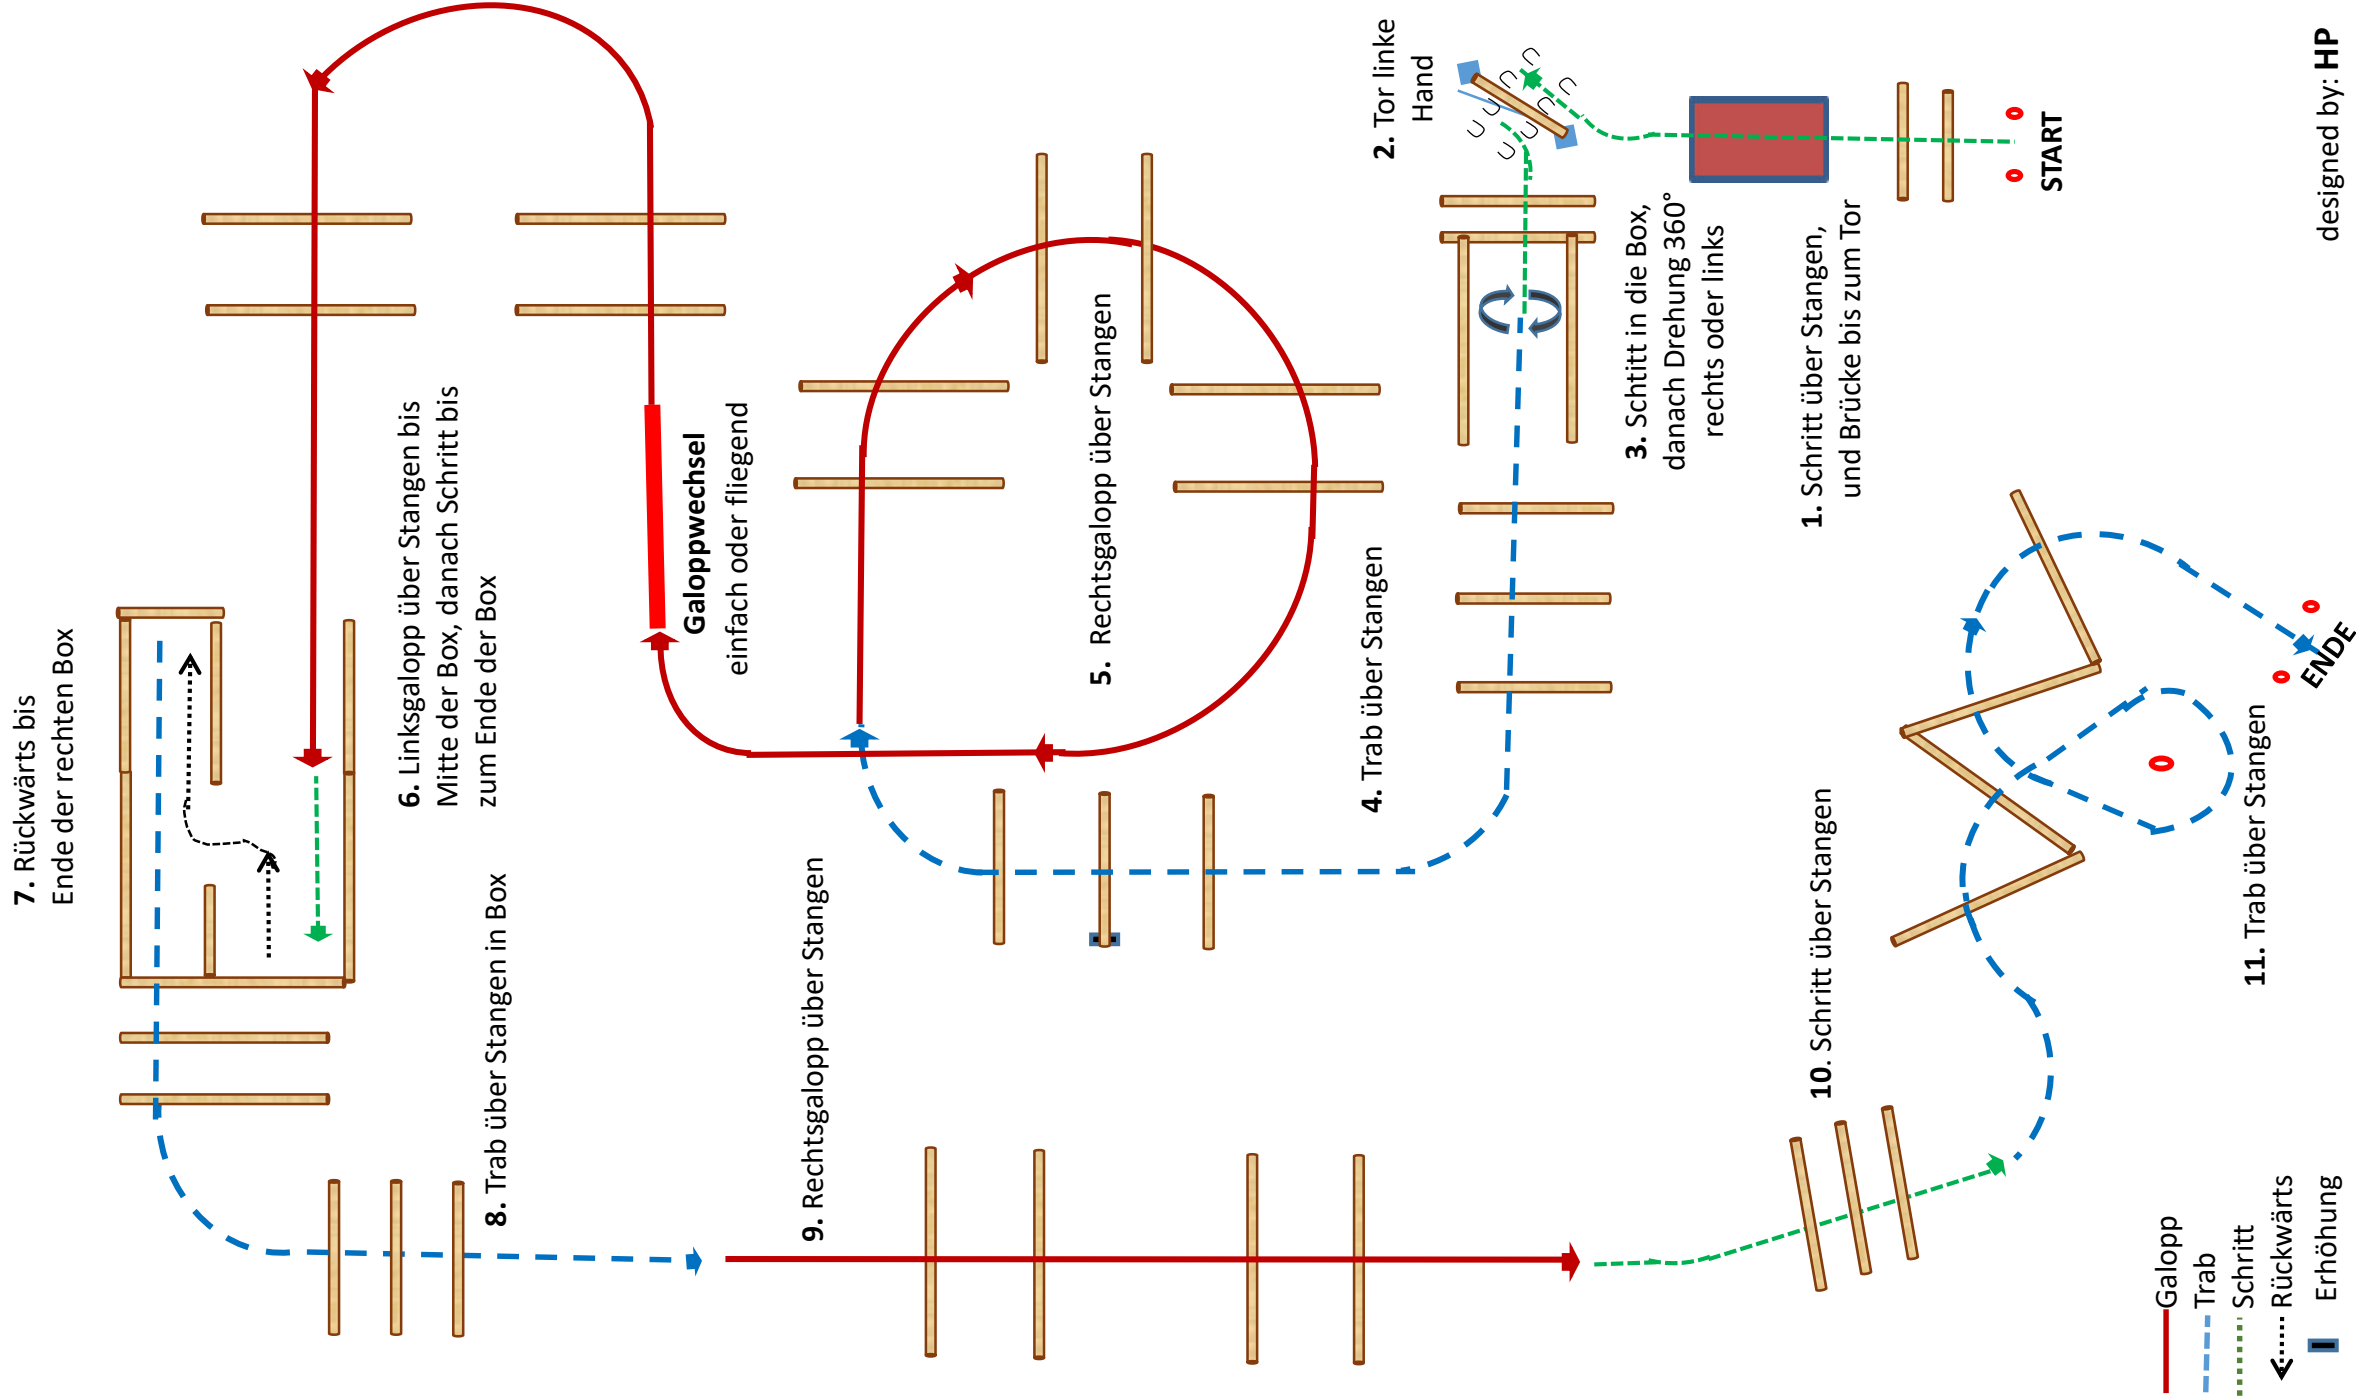 1. Schritt über Stangen,
und Brücke bis zum Tor
2. Tor linke
Hand
3. Schtitt in die Box,
danach Drehung 360°
rechts oder links
4. Trab über Stangen
5. Rechtsgalopp über Stangen
Galoppwechsel
einfach oder fliegend
6. Linksgalopp über Stangen bis
Mitte der Box, danach Schritt bis
zum Ende der Box
7. Rückwärts bis
Ende der rechten Box
8. Trab über Stangen in Box
9. Rechtsgalopp über Stangen
10. Schritt über Stangen
11. Trab über Stangen
START
ENDE
Galopp
Trab
Schritt
Rückwärts
Erhöhung
designed by: HP